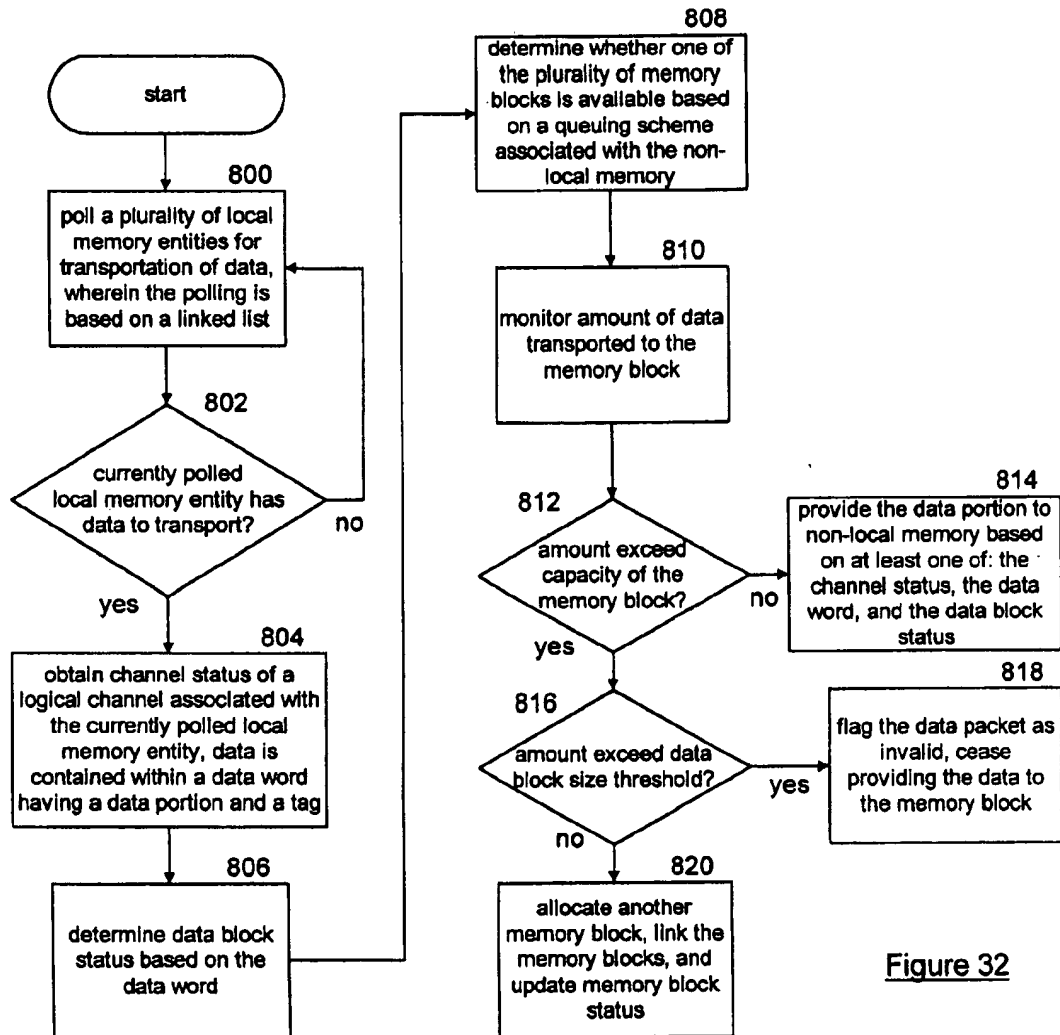 start
800
poll a plurality of local
memory entities for
transportation of data,
wherein the polling is
based on a linked list
802
currently polled
local memory entity has
data to transport?
no
yes
804
obtain channel status of a
logical channel associated with
the currently polled local
memory entity, data is
contained within a data word
having a data portion and a tag
806
determine data block
status based on the
data word
808
determine whether one of
the plurality of memory
blocks is available based
on a queuing scheme
associated with the non-
local memory
810
monitor amount of data
transported to the
memory block
812
amount exceed
capacity of the
memory block?
no
yes
814
provide the data portion to
non-local memory based
on at least one of: the
channel status, the data
word, and the data block
status
816
amount exceed data
block size threshold?
yes
no
818
flag the data packet as
invalid, cease
providing the data to
the memory block
820
allocate another
memory block, link the
memory blocks, and
update memory block
status
Figure 32